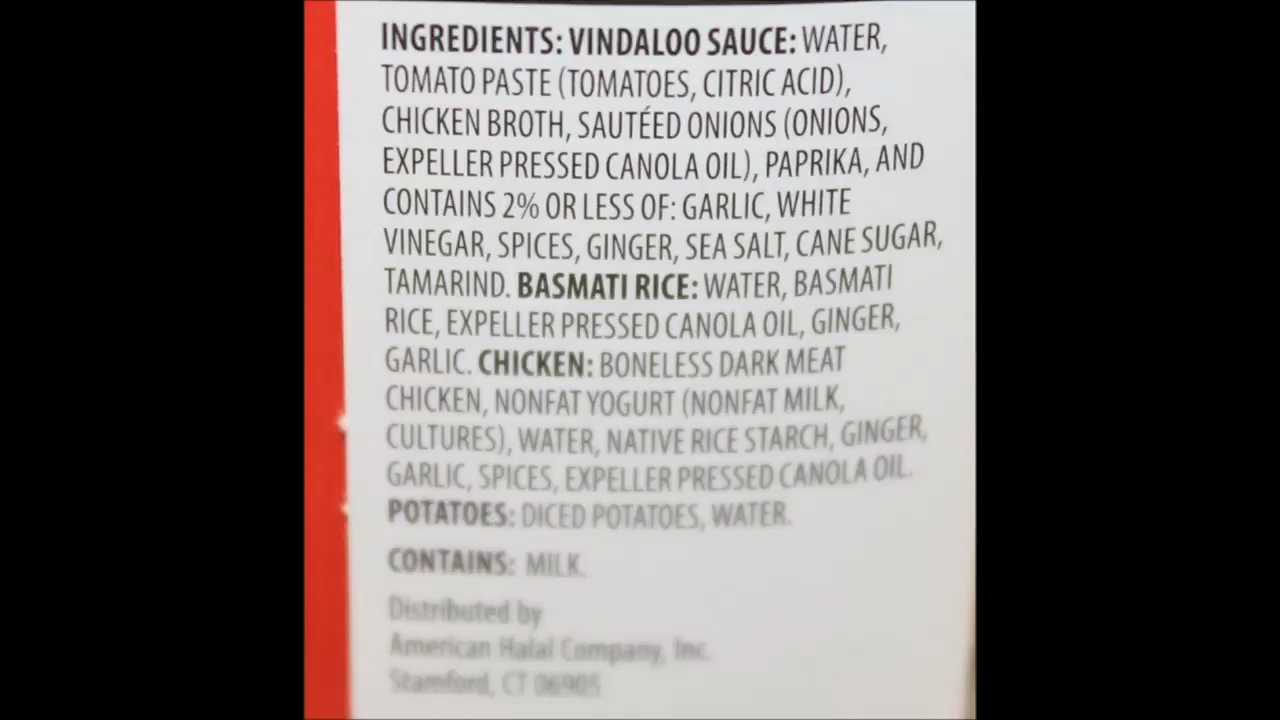 INGREDIENTS: VINDALOO SAUCE: WATER,
TOMATO PASTE (TOMATOES, CITRIC ACID),
CHICKEN BROTH, SAUTÉED ONIONS (ONIONS,
EXPELLER PRESSED CANOLA OIL), PAPRIKA, AND
CONTAINS 2% OR LESS OF: GARLIC, WHITE
VINEGAR, SPICES, GINGER, SEA SALT, CANE SUGAR,
TAMARIND. BASMATI RICE: WATER, BASMATI
RICE, EXPELLER PRESSED CANOLA OIL, GINGER,
GARLIC. CHICKEN: BONELESS DARK MEAT
CHICKEN, NONFAT YOGURT (NONFAT MILK,
CULTURES), WATER, NATIVE RICE STARCH, GINGER,
GARLIC, SPICES, EXPELLER PRESSED CANOLA OIL.
POTATOES: DICED POTATOES, WATER.
CONTAINS: MILK.
Distributed by
American Halal Company, Inc.
Stamford, CT 06905